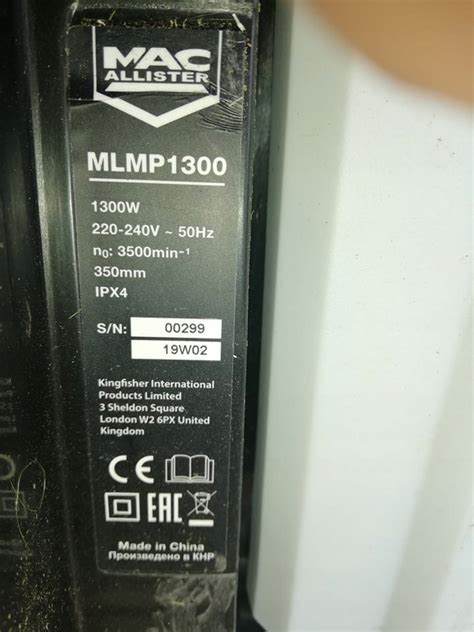 MAC
ALLISTER
MLMP1300
1300W
220-240V ~ 50Hz
n₀: 3500min⁻¹
350mm
IPX4
S/N: 00299
19W02
Kingfisher International
Products Limited
3 Sheldon Square
London W2 6PX United
Kingdom
CE
EAC
Made in China
Произведено в КНР